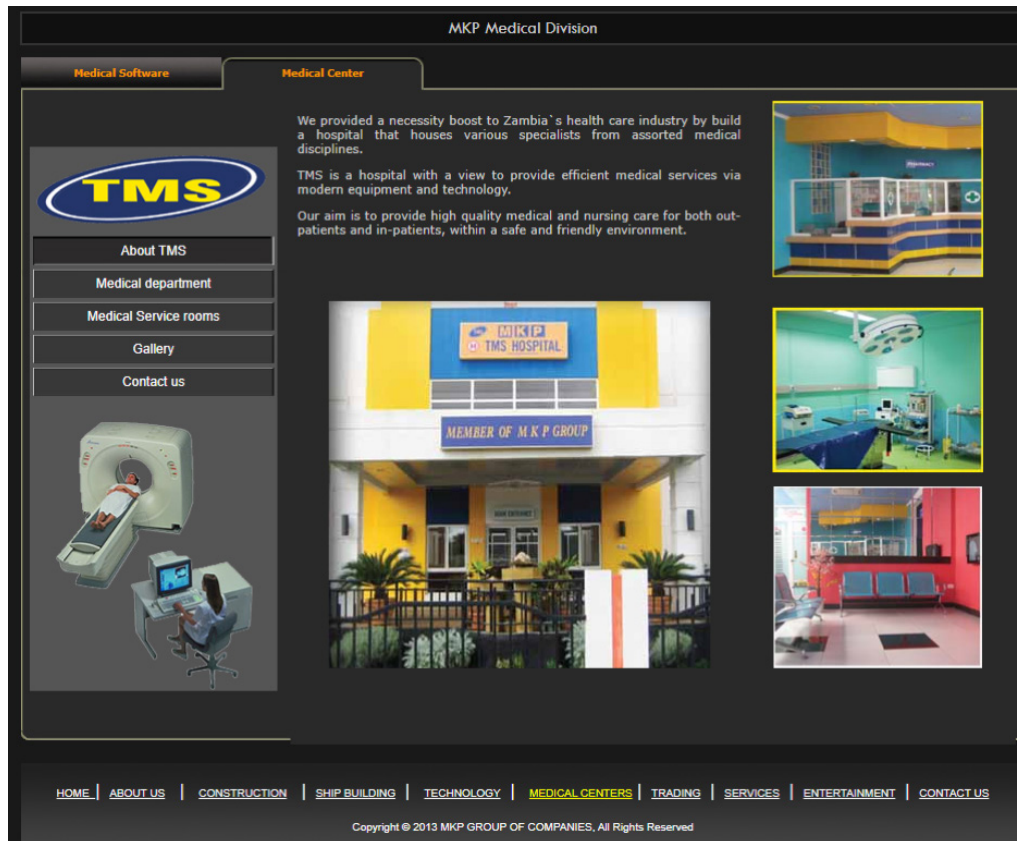 MKP Medical Division
Medical Software
Medical Center
TMS
About TMS
Medical department
Medical Service rooms
Gallery
Contact us
We provided a necessity boost to Zambia`s health care industry by build
a hospital that houses various specialists from assorted medical
disciplines.
TMS is a hospital with a view to provide efficient medical services via
modern equipment and technology.
Our aim is to provide high quality medical and nursing care for both out-
patients and in-patients, within a safe and friendly environment.
PHARMACY
MKP
H TMS HOSPITAL
MEMBER OF M K P GROUP
MAIN ENTRANCE
HOME | ABOUT US | CONSTRUCTION | SHIP BUILDING | TECHNOLOGY | MEDICAL CENTERS | TRADING | SERVICES | ENTERTAINMENT | CONTACT US
Copyright © 2013 MKP GROUP OF COMPANIES, All Rights Reserved